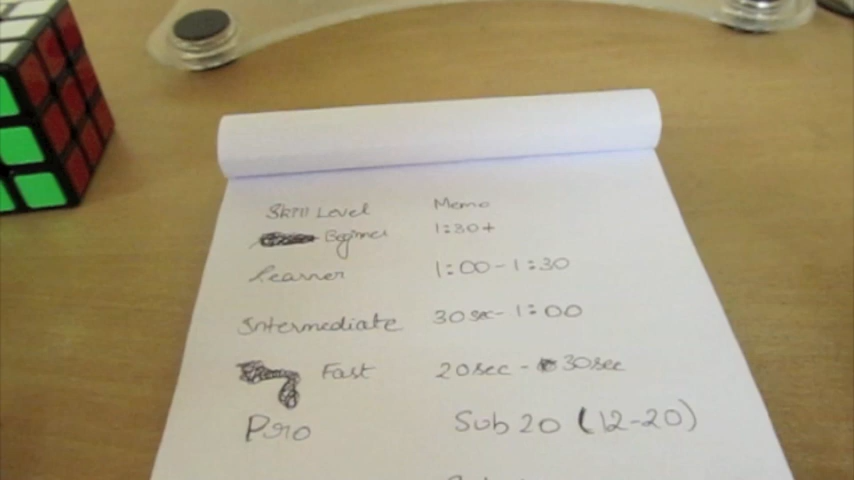 Skill Level Memo
Beginner 1:30+
Learner 1:00-1:30
Intermediate 30sec-1:00
Fast 20sec - 30sec
Pro Sub 20 (12-20)